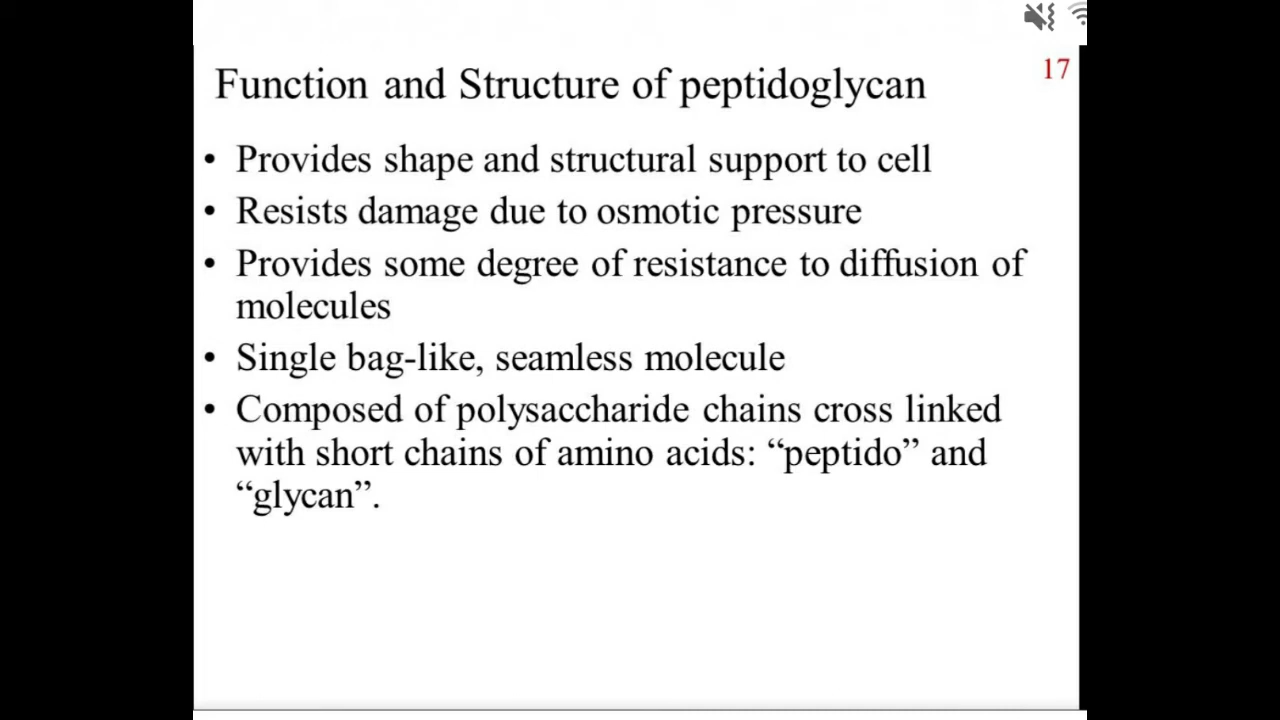 17
Function and Structure of peptidoglycan
• Provides shape and structural support to cell
• Resists damage due to osmotic pressure
• Provides some degree of resistance to diffusion of
molecules
• Single bag-like, seamless molecule
• Composed of polysaccharide chains cross linked
with short chains of amino acids: “peptido” and
“glycan”.